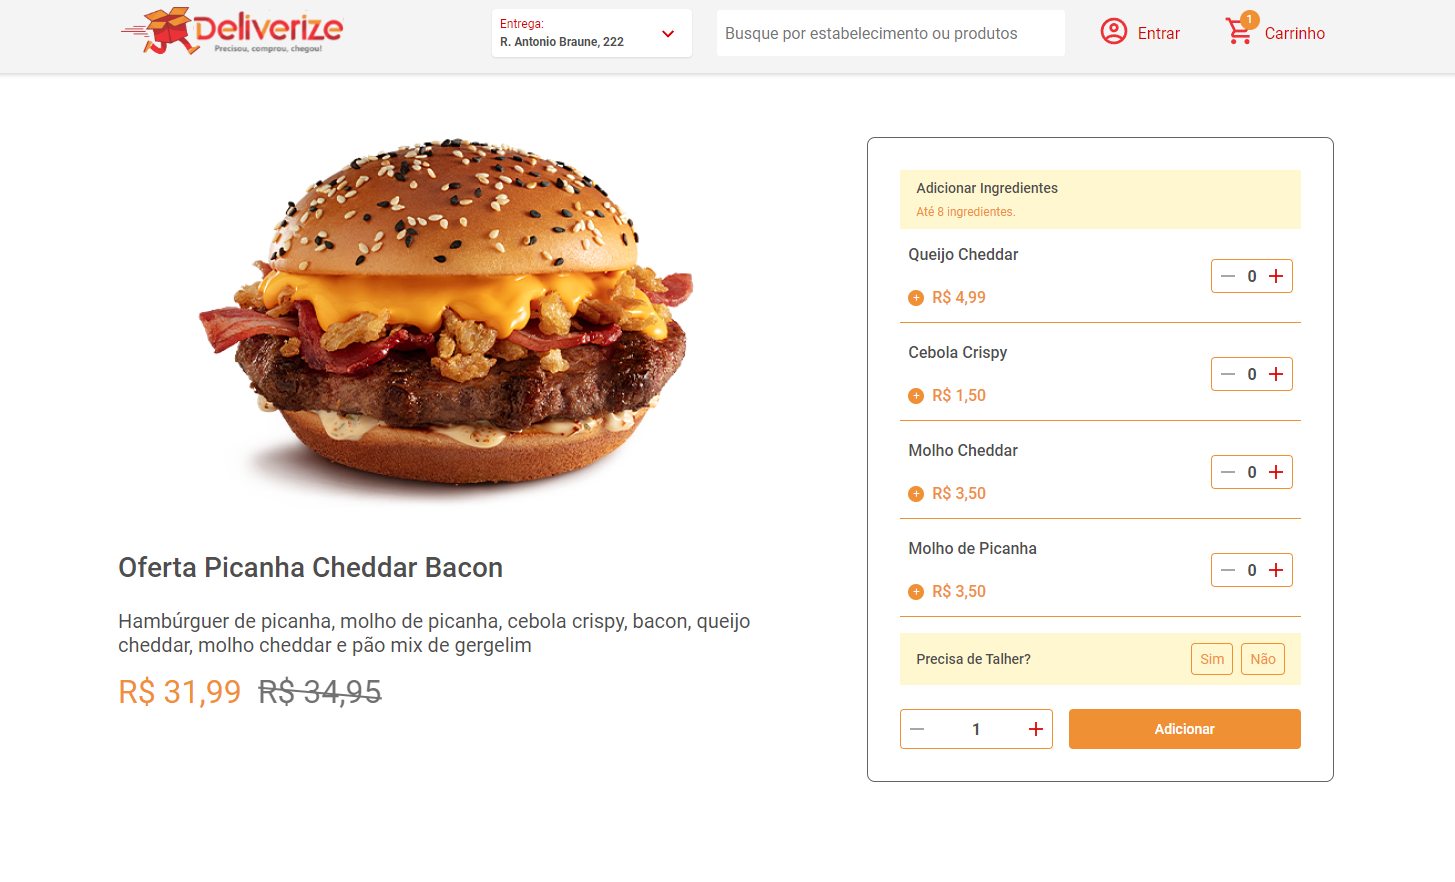 Deliverize
Precisou, comprou, chegou!
Entrega:
R. Antonio Braune, 222
Busque por estabelecimento ou produtos
Entrar
1
Carrinho
Oferta Picanha Cheddar Bacon
Hambúrguer de picanha, molho de picanha, cebola crispy, bacon, queijo
cheddar, molho cheddar e pão mix de gergelim
R$ 31,99 R$ 34,95
Adicionar Ingredientes
Até 8 ingredientes.
Queijo Cheddar
0
R$ 4,99
Cebola Crispy
0
R$ 1,50
Molho Cheddar
0
R$ 3,50
Molho de Picanha
0
R$ 3,50
Precisa de Talher? Sim Não
1 Adicionar